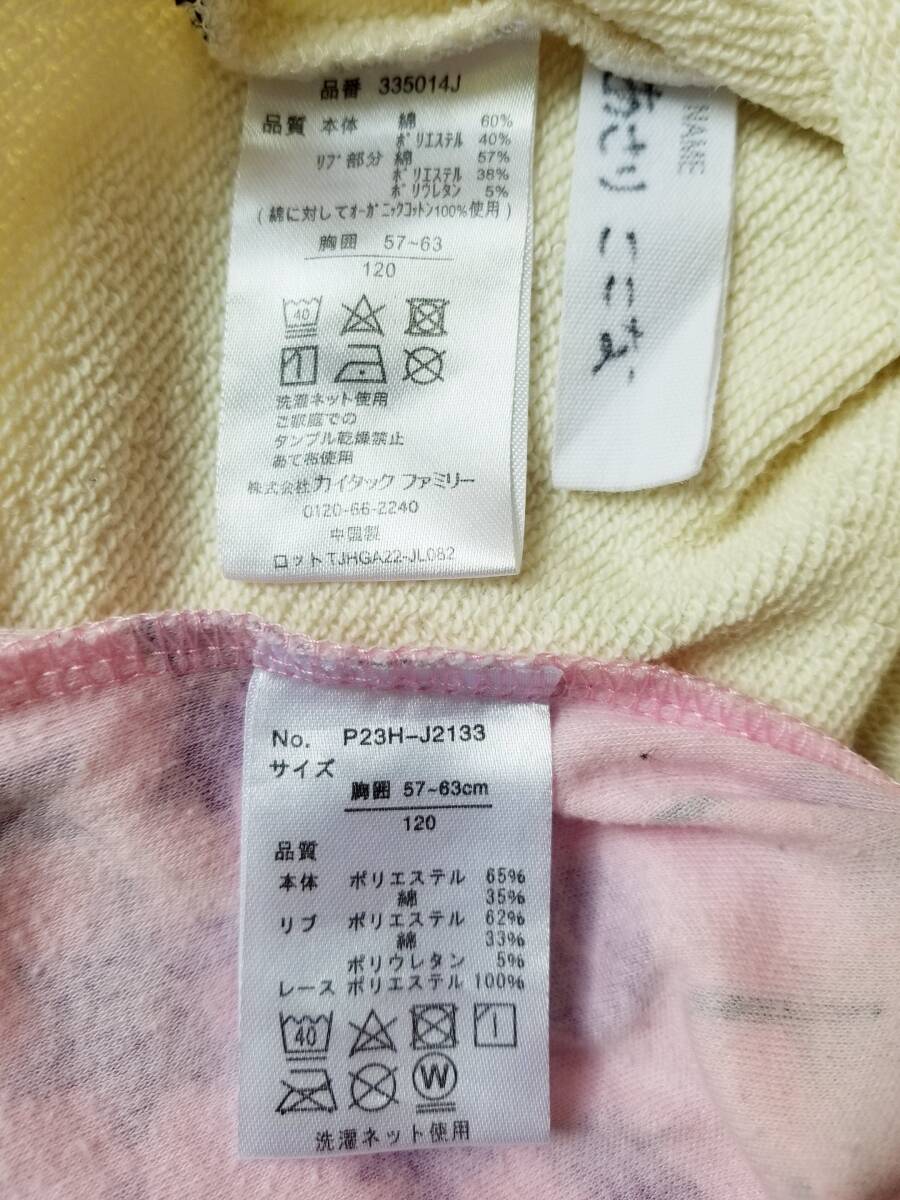 品番 335014J
品質 本体 綿 60%
ポリエステル 40%
リブ部分 綿 57%
ポリエステル 38%
ポリウレタン 5%
(綿に対してオーガニックコットン100%使用)
胸囲 57~63
120
40
洗濯ネット使用
ご家庭での
タンブル乾燥禁止
あて布使用
株式会社カイタック ファミリー
0120-66-2240
中国製
ロットTJHGA22-JL082
NAME
ここな
No. P23H-J2133
サイズ
胸囲 57~63cm
120
品質
本体 ポリエステル 65%
綿 35%
リブ ポリエステル 62%
綿 33%
ポリウレタン 5%
レース ポリエステル 100%
40
W
洗濯ネット使用